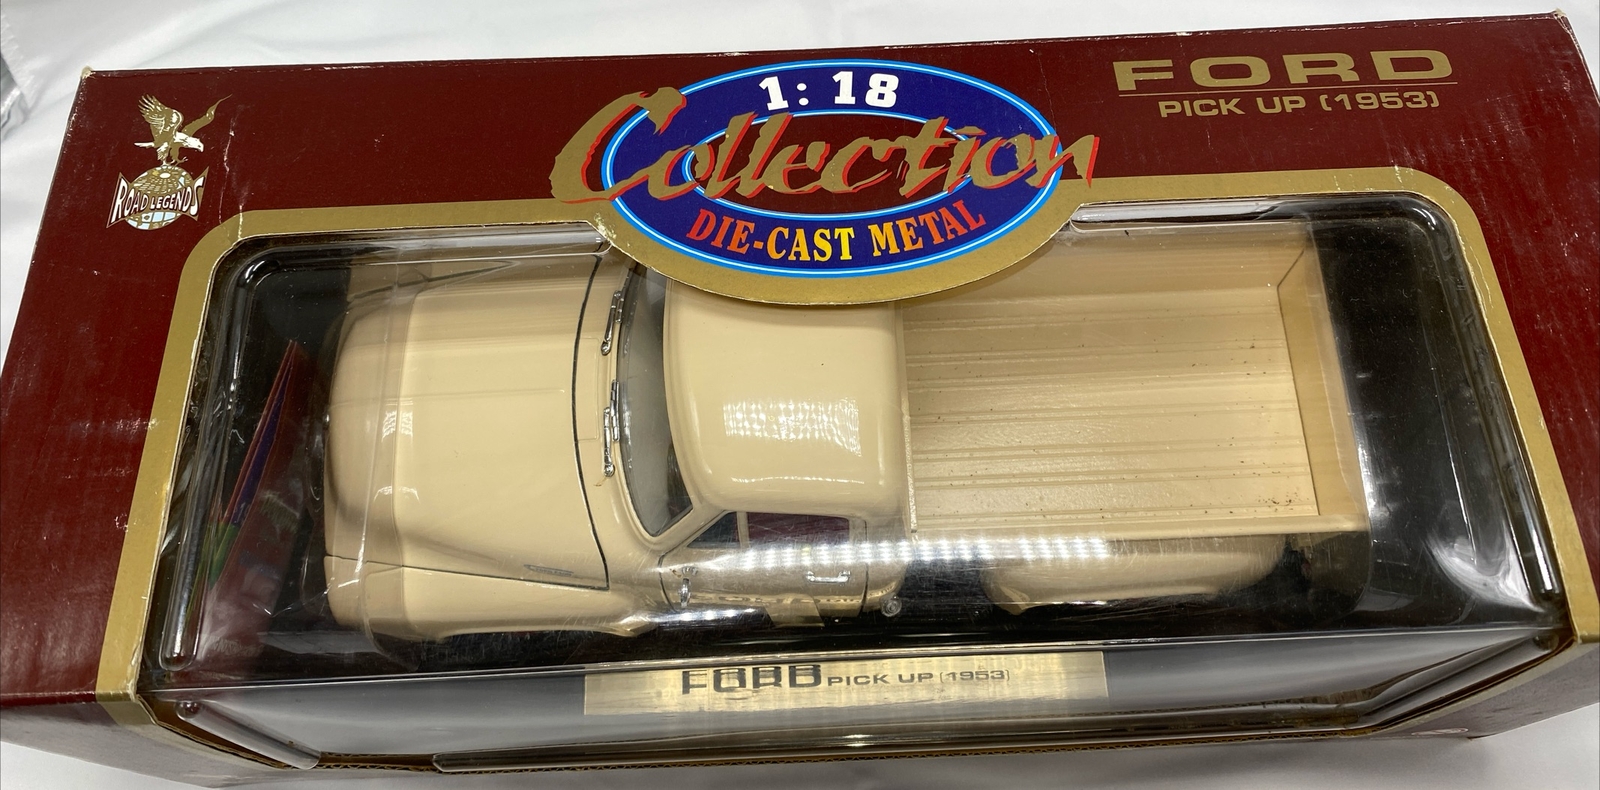 1:18
Collection
DIE-CAST METAL
FORD
PICK UP (1953)
ROAD LEGENDS
FORD PICK UP (1953)